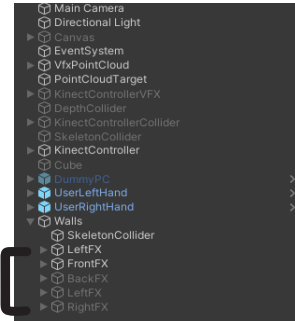 Main Camera
Directional Light
Canvas
EventSystem
VfxPointCloud
PointCloudTarget
KinectControllerVFX
DepthCollider
KinectControllerCollider
SkeletonCollider
KinectController
Cube
DummyPC
UserLeftHand
UserRightHand
Walls
SkeletonCollider
LeftFX
FrontFX
BackFX
LeftFX
RightFX